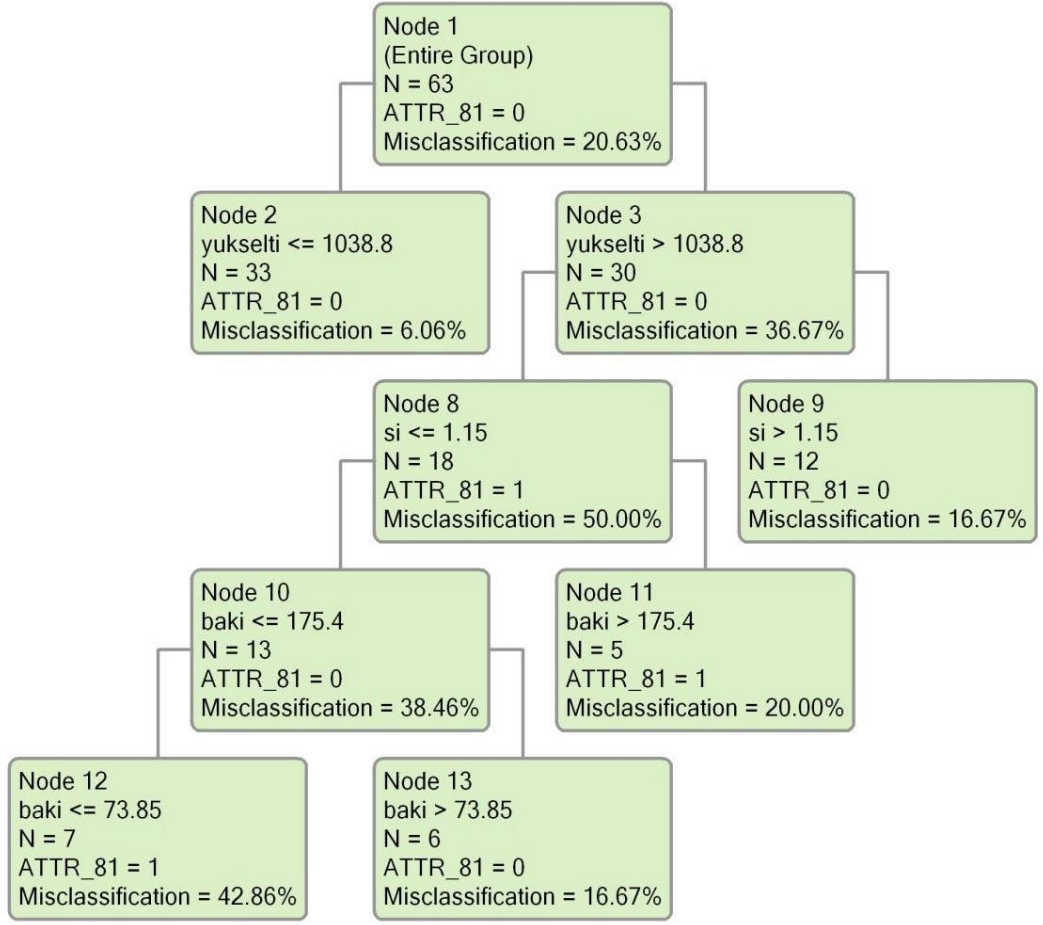 Node 1
(Entire Group)
N = 63
ATTR_81 = 0
Misclassification = 20.63%
Node 2
yukselti <= 1038.8
N = 33
ATTR_81 = 0
Misclassification = 6.06%
Node 3
yukselti > 1038.8
N = 30
ATTR_81 = 0
Misclassification = 36.67%
Node 8
si <= 1.15
N = 18
ATTR_81 = 1
Misclassification = 50.00%
Node 9
si > 1.15
N = 12
ATTR_81 = 0
Misclassification = 16.67%
Node 10
baki <= 175.4
N = 13
ATTR_81 = 0
Misclassification = 38.46%
Node 11
baki > 175.4
N = 5
ATTR_81 = 1
Misclassification = 20.00%
Node 12
baki <= 73.85
N = 7
ATTR_81 = 1
Misclassification = 42.86%
Node 13
baki > 73.85
N = 6
ATTR_81 = 0
Misclassification = 16.67%